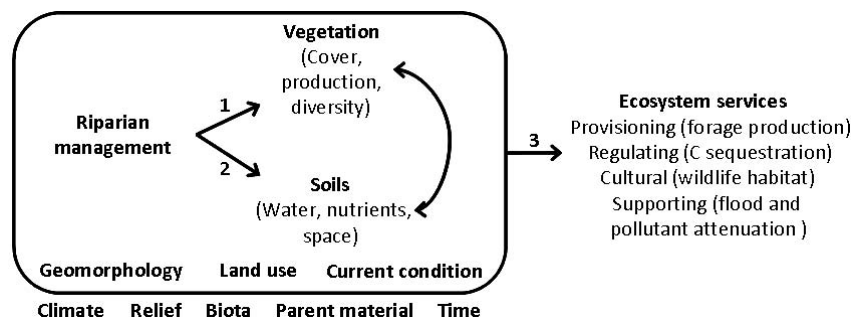 Vegetation
(Cover,
production,
diversity)
1
Riparian
management
2
Soils
(Water, nutrients,
space)
Geomorphology Land use Current condition
Climate Relief Biota Parent material Time
3
Ecosystem services
Provisioning (forage production)
Regulating (C sequestration)
Cultural (wildlife habitat)
Supporting (flood and
pollutant attenuation )